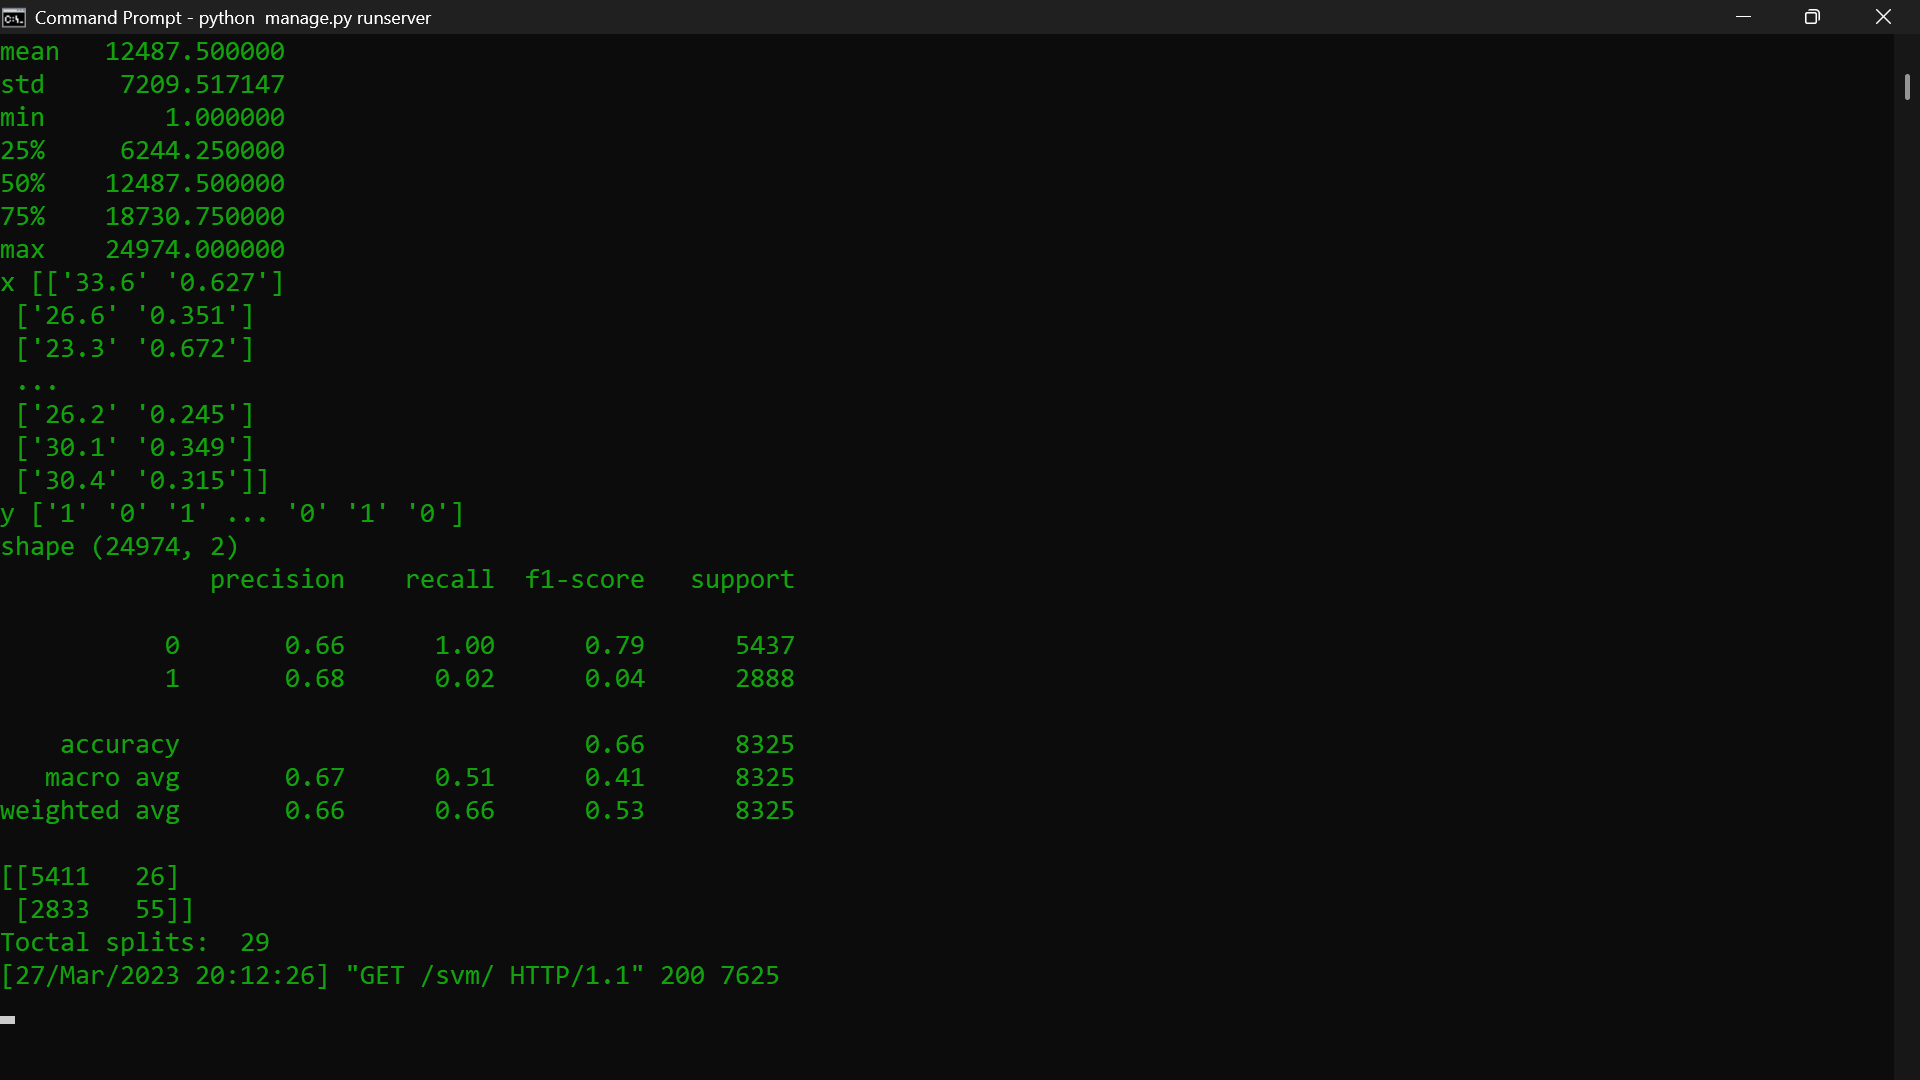 Command Prompt - python  manage.py runserver
mean   12487.500000
std     7209.517147
min        1.000000
25%     6244.250000
50%    12487.500000
75%    18730.750000
max    24974.000000
x [['33.6' '0.627']
 ['26.6' '0.351']
 ['23.3' '0.672']
 ...
 ['26.2' '0.245']
 ['30.1' '0.349']
 ['30.4' '0.315']]
y ['1' '0' '1' ... '0' '1' '0']
shape (24974, 2)
              precision    recall  f1-score   support

           0       0.66      1.00      0.79      5437
           1       0.68      0.02      0.04      2888

    accuracy                           0.66      8325
   macro avg       0.67      0.51      0.41      8325
weighted avg       0.66      0.66      0.53      8325

[[5411   26]
 [2833   55]]
Toctal splits:  29
[27/Mar/2023 20:12:26] "GET /svm/ HTTP/1.1" 200 7625